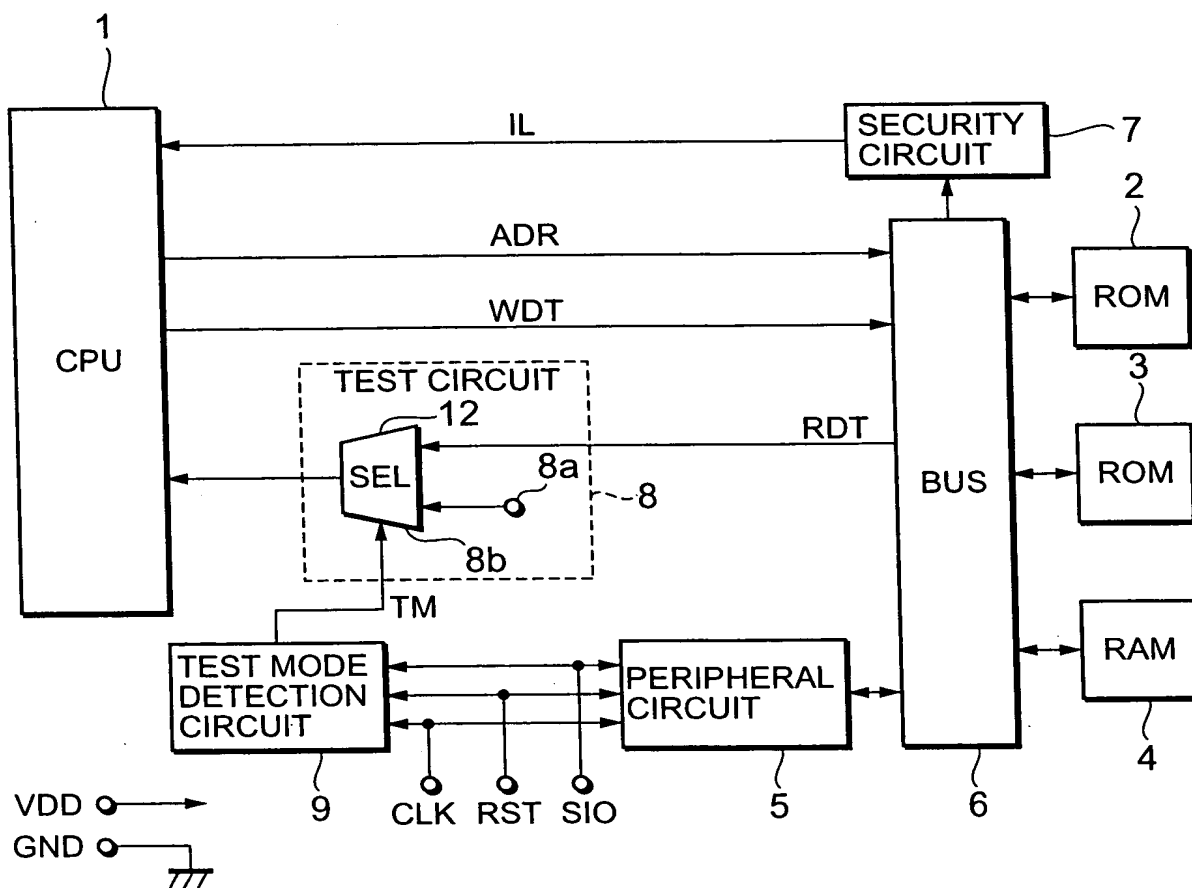 1
IL
SECURITY
CIRCUIT
7
2
ADR
ROM
WDT
CPU
3
TEST CIRCUIT
12
RDT
SEL
8a
8
BUS
ROM
8b
TM
TEST MODE
DETECTION
CIRCUIT
PERIPHERAL
CIRCUIT
RAM
9
CLK
RST
SIO
5
6
4
VDD
GND